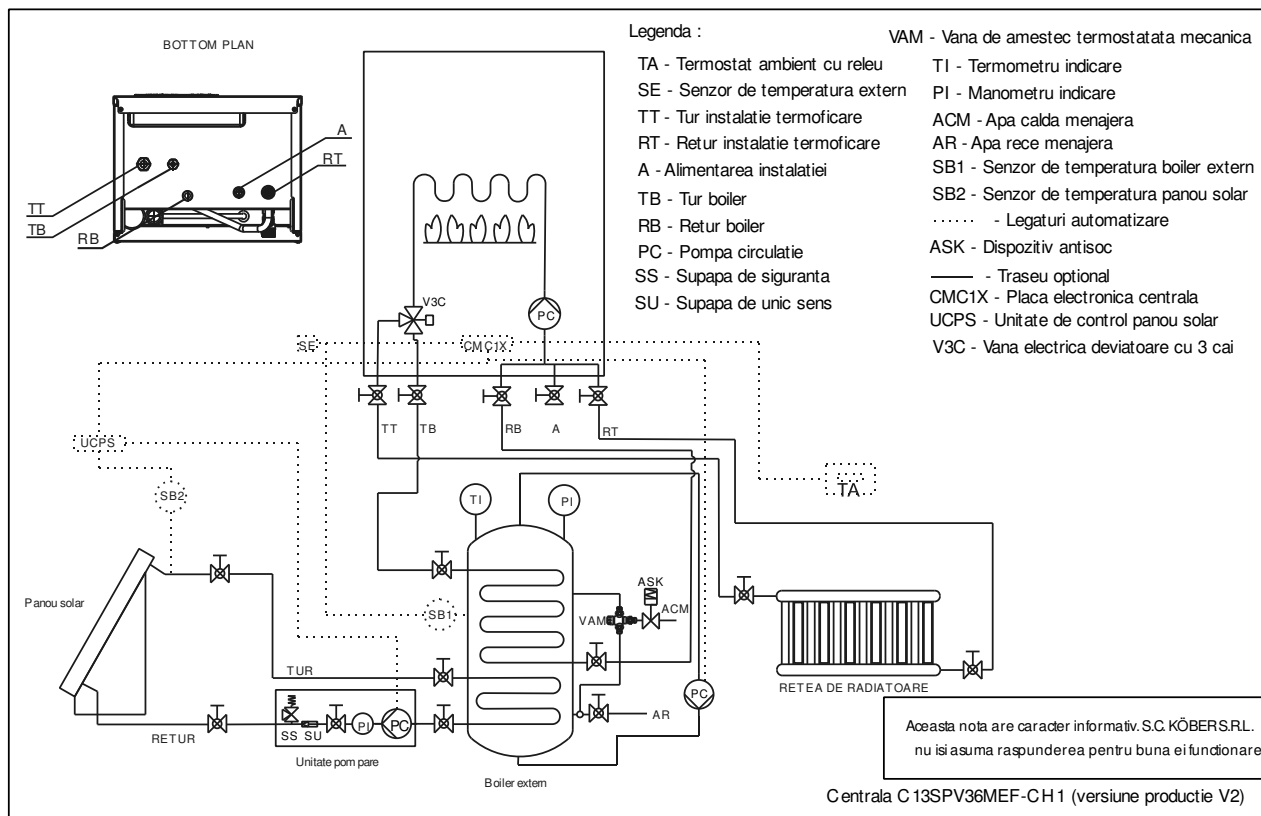 BOTTOM PLAN
A
RT
TT
TB
RB
Legenda :
TA - Termostat ambient cu releu
SE - Senzor de temperatura extern
TT - Tur instalatie termoficare
RT - Retur instalatie termoficare
A - Alimentarea instalatiei
TB - Tur boiler
RB - Retur boiler
PC - Pompa circulatie
SS - Supapa de siguranta
SU - Supapa de unic sens
VAM - Vana de amestec termostatata mecanica
TI - Termometru indicare
PI - Manometru indicare
ACM - Apa calda menajera
AR - Apa rece menajera
SB1 - Senzor de temperatura boiler extern
SB2 - Senzor de temperatura panou solar
- Legaturi automatizare
ASK - Dispozitiv antisoc
- Traseu optional
CMC1X - Placa electronica centrala
UCPS - Unitate de control panou solar
V3C - Vana electrica deviatoare cu 3 cai
V3C
PC
SE
CMC1X
TT
TB
RB
A
RT
UCPS
SB2
TA
TI
PI
Panou solar
SB1
ASK
VAM
ACM
TUR
RETUR
SS
SU
PI
PC
PC
AR
Unitate pompare
Boiler extern
RETEA DE RADIATOARE
Aceasta nota are caracter informativ. S.C. KÖBER S.R.L.
nu isi asuma raspunderea pentru buna ei functionare
Centrala C13SPV36MEF-CH1 (versiune productie V2)